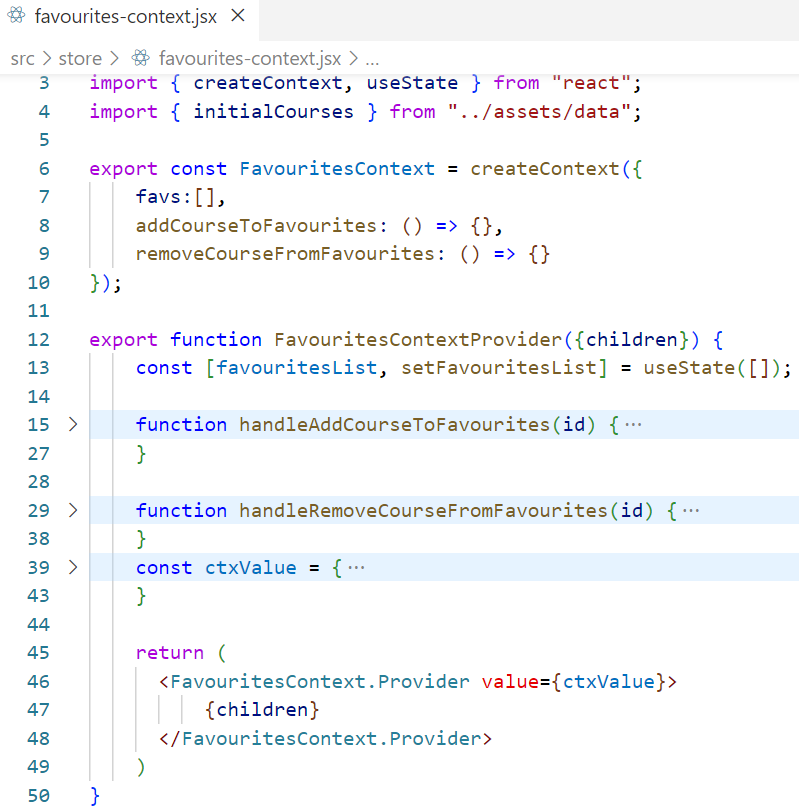 favourites-context.jsx ×
src > store > favourites-context.jsx > ...
3 import { createContext, useState } from "react";
4 import { initialCourses } from "../assets/data";
5
6 export const FavouritesContext = createContext({
7 favs:[],
8 addCourseToFavourites: () => {},
9 removeCourseFromFavourites: () => {}
10 });
11
12 export function FavouritesContextProvider({children}) {
13 const [favouritesList, setFavouritesList] = useState([]);
14
15 > function handleAddCourseToFavourites(id) { ···
27 }
28
29 > function handleRemoveCourseFromFavourites(id) { ···
38 }
39 > const ctxValue = { ···
43 }
44
45 return (
46 <FavouritesContext.Provider value={ctxValue}>
47 {children}
48 </FavouritesContext.Provider>
49 )
50 }